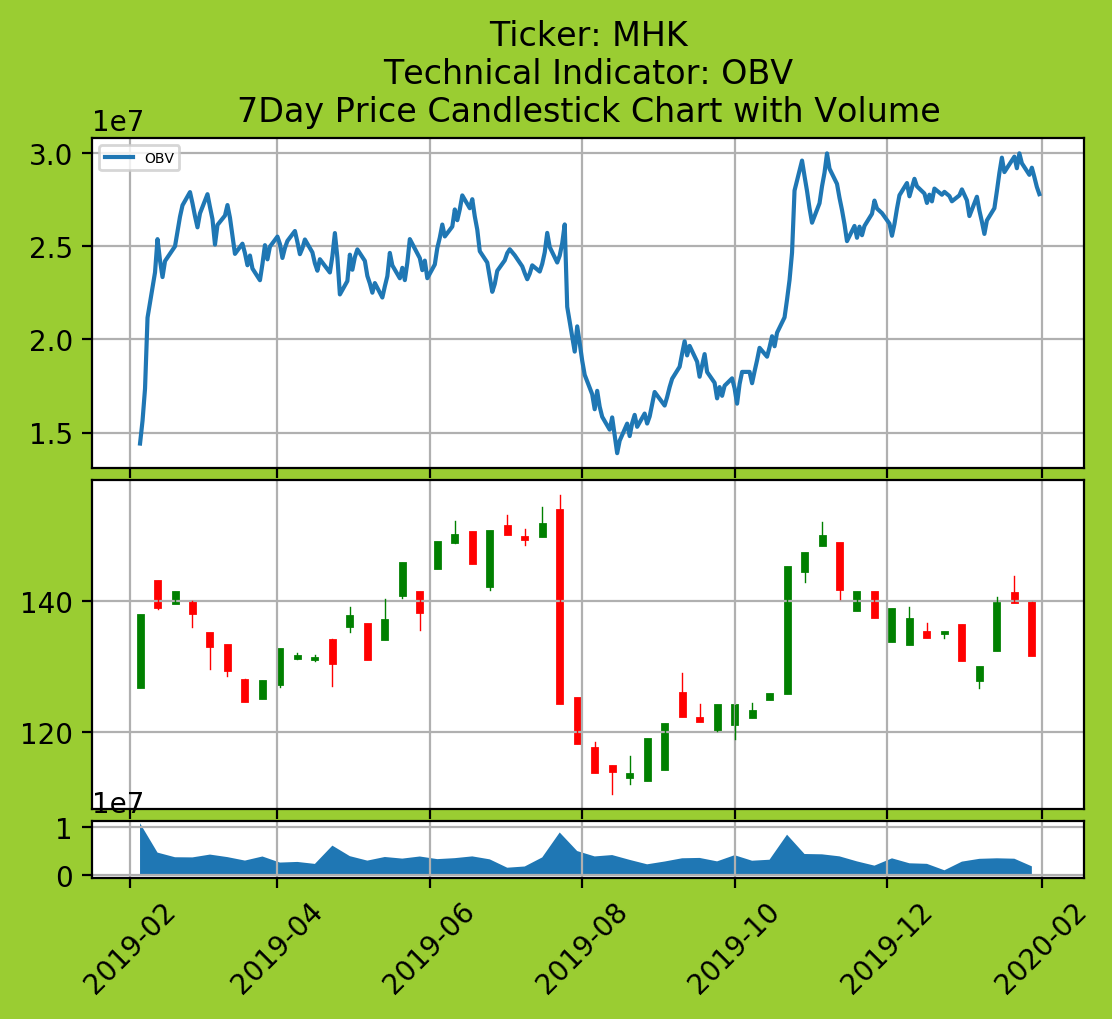 Ticker: MHK
Technical Indicator: OBV
7Day Price Candlestick Chart with Volume
1e7
OBV
3.0
2.5
2.0
1.5
140
120
1e7
1
0
2019-02
2019-04
2019-06
2019-08
2019-10
2019-12
2020-02